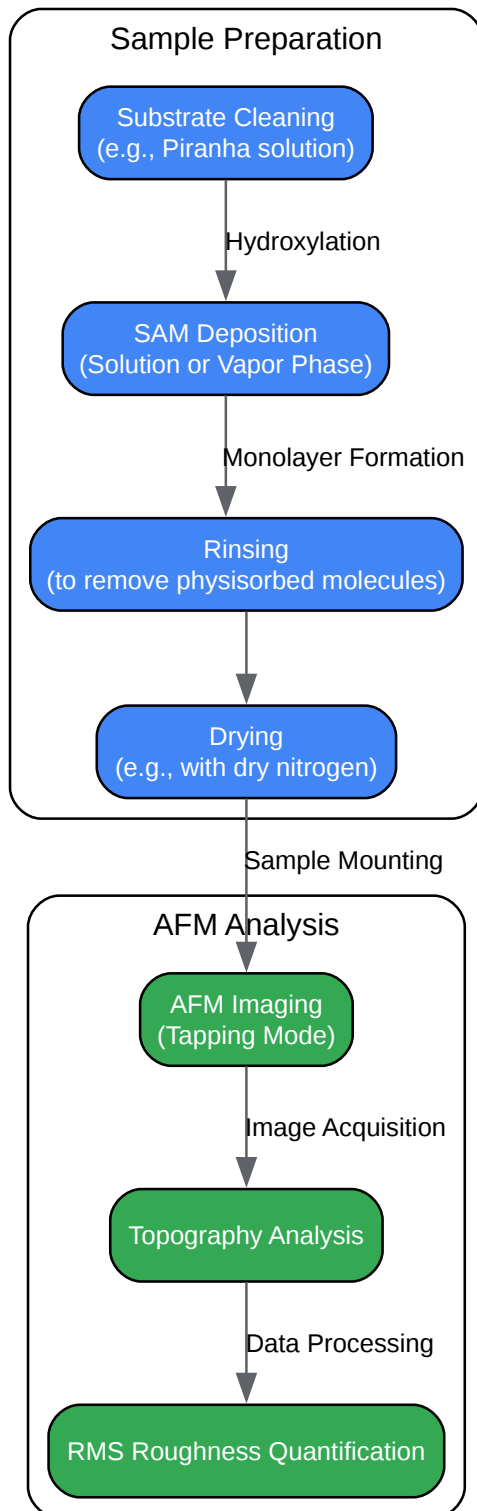 Sample Preparation
Substrate Cleaning
(e.g., Piranha solution)
Hydroxylation
SAM Deposition
(Solution or Vapor Phase)
Monolayer Formation
Rinsing
(to remove physisorbed molecules)
Drying
(e.g., with dry nitrogen)
Sample Mounting
AFM Analysis
AFM Imaging
(Tapping Mode)
Image Acquisition
Topography Analysis
Data Processing
RMS Roughness Quantification